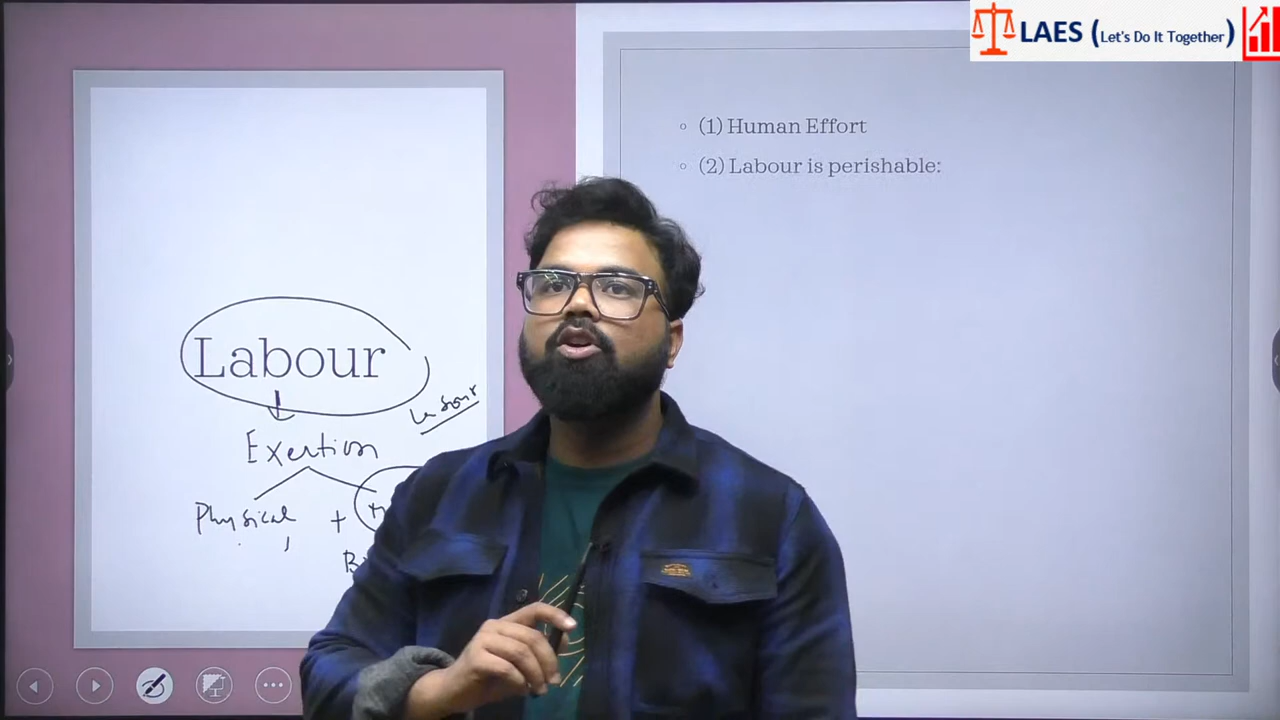 LAES (Let's Do It Together)
(1) Human Effort
(2) Labour is perishable:
Labour
Labour
Exertion
Physical +